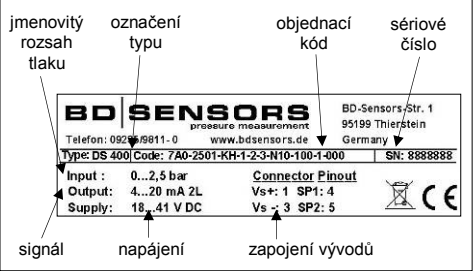 jmenovitý rozsah tlaku
označení typu
objednací kód
sériové číslo
BD SENSORS
pressure measurement
BD-Sensors-Str. 1
95199 Thierstein
Telefon: 09235/9811-0 www.bdsensors.de Germany
Type: DS 400 Code: 7A0-2501-KH-1-2-3-N10-100-1-000 SN: 8888888
Input : 0...2,5 bar Connector Pinout
Output: 4...20 mA 2L Vs+: 1 SP1: 4
Supply: 18...41 V DC Vs -: 3 SP2: 5
CE
signál
napájení
zapojení vývodů